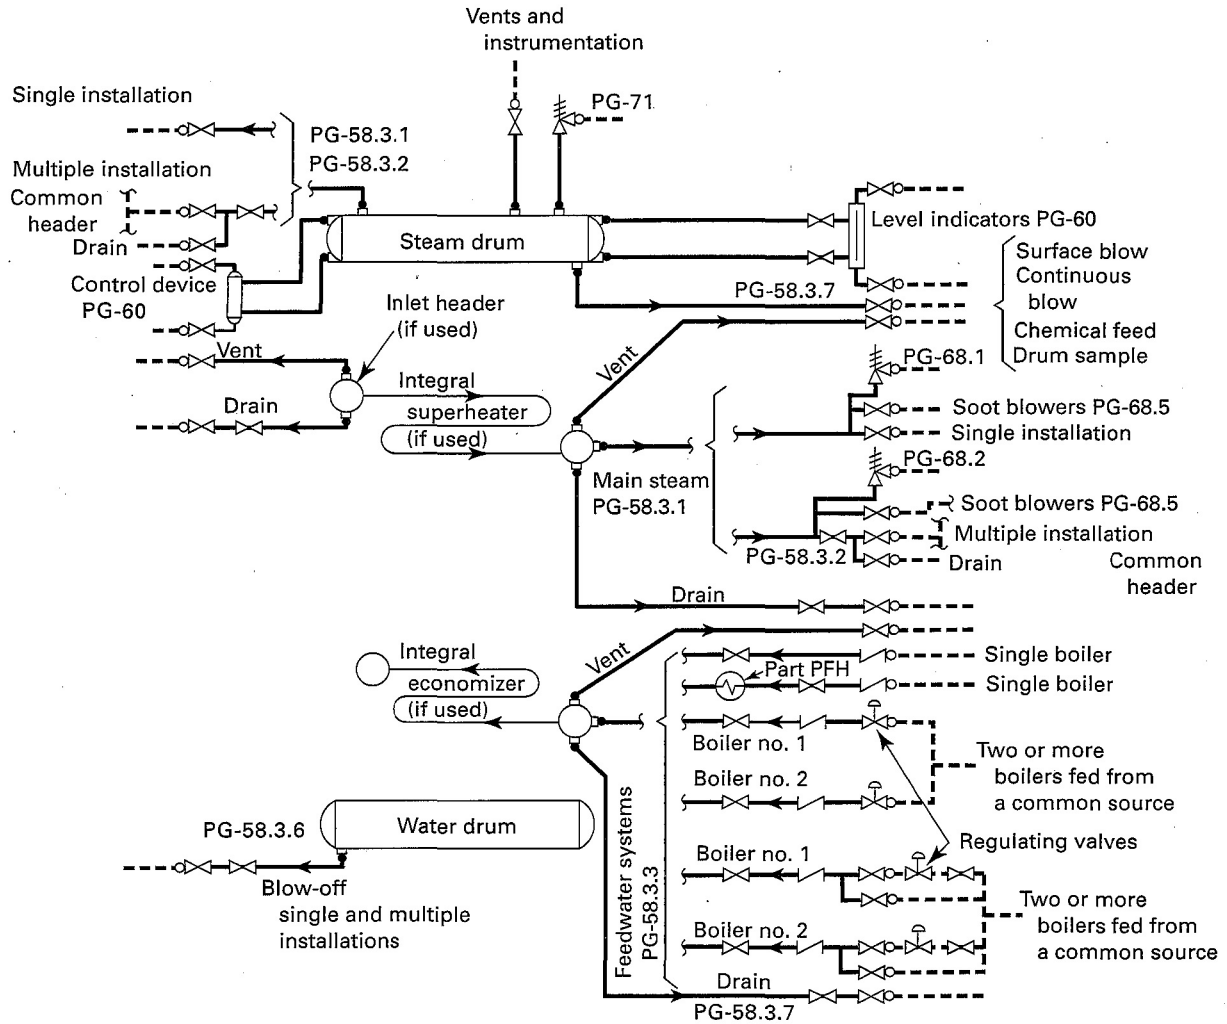 Vents and
instrumentation
Single installation
PG-71
PG-58.3.1
PG-58.3.2
Multiple installation
Common
header
Drain
Steam drum
Level indicators PG-60
Control device
PG-60
Surface blow
Continuous
blow
Chemical feed
Drum sample
PG-58.3.7
Inlet header
(if used)
Vent
Vent
PG-68.1
Integral
superheater
(if used)
Drain
Soot blowers PG-68.5
Single installation
PG-68.2
Main steam
PG-58.3.1
Soot blowers PG-68.5
Multiple installation
PG-58.3.2
Drain
Common
header
Drain
Integral
economizer
(if used)
Vent
Single boiler
Part PFH
Single boiler
Boiler no. 1
Two or more
boilers fed from
a common source
Boiler no. 2
Regulating valves
PG-58.3.6
Water drum
Blow-off
single and multiple
installations
Feedwater systems
PG-58.3.3
Boiler no. 1
Two or more
boilers fed from
a common source
Boiler no. 2
Drain
PG-58.3.7